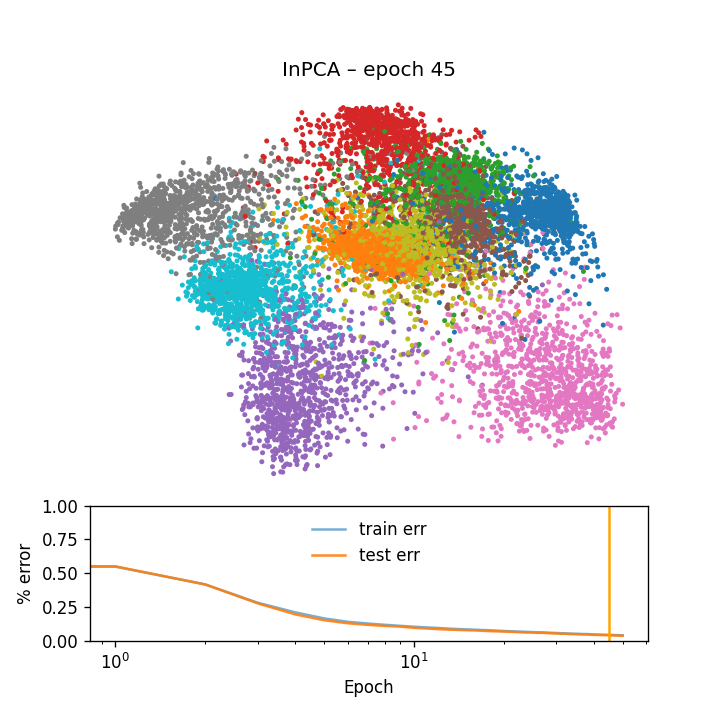 InPCA – epoch 45
1.00
0.75
0.50
0.25
0.00
% error
train err
test err
10⁰
10¹
Epoch